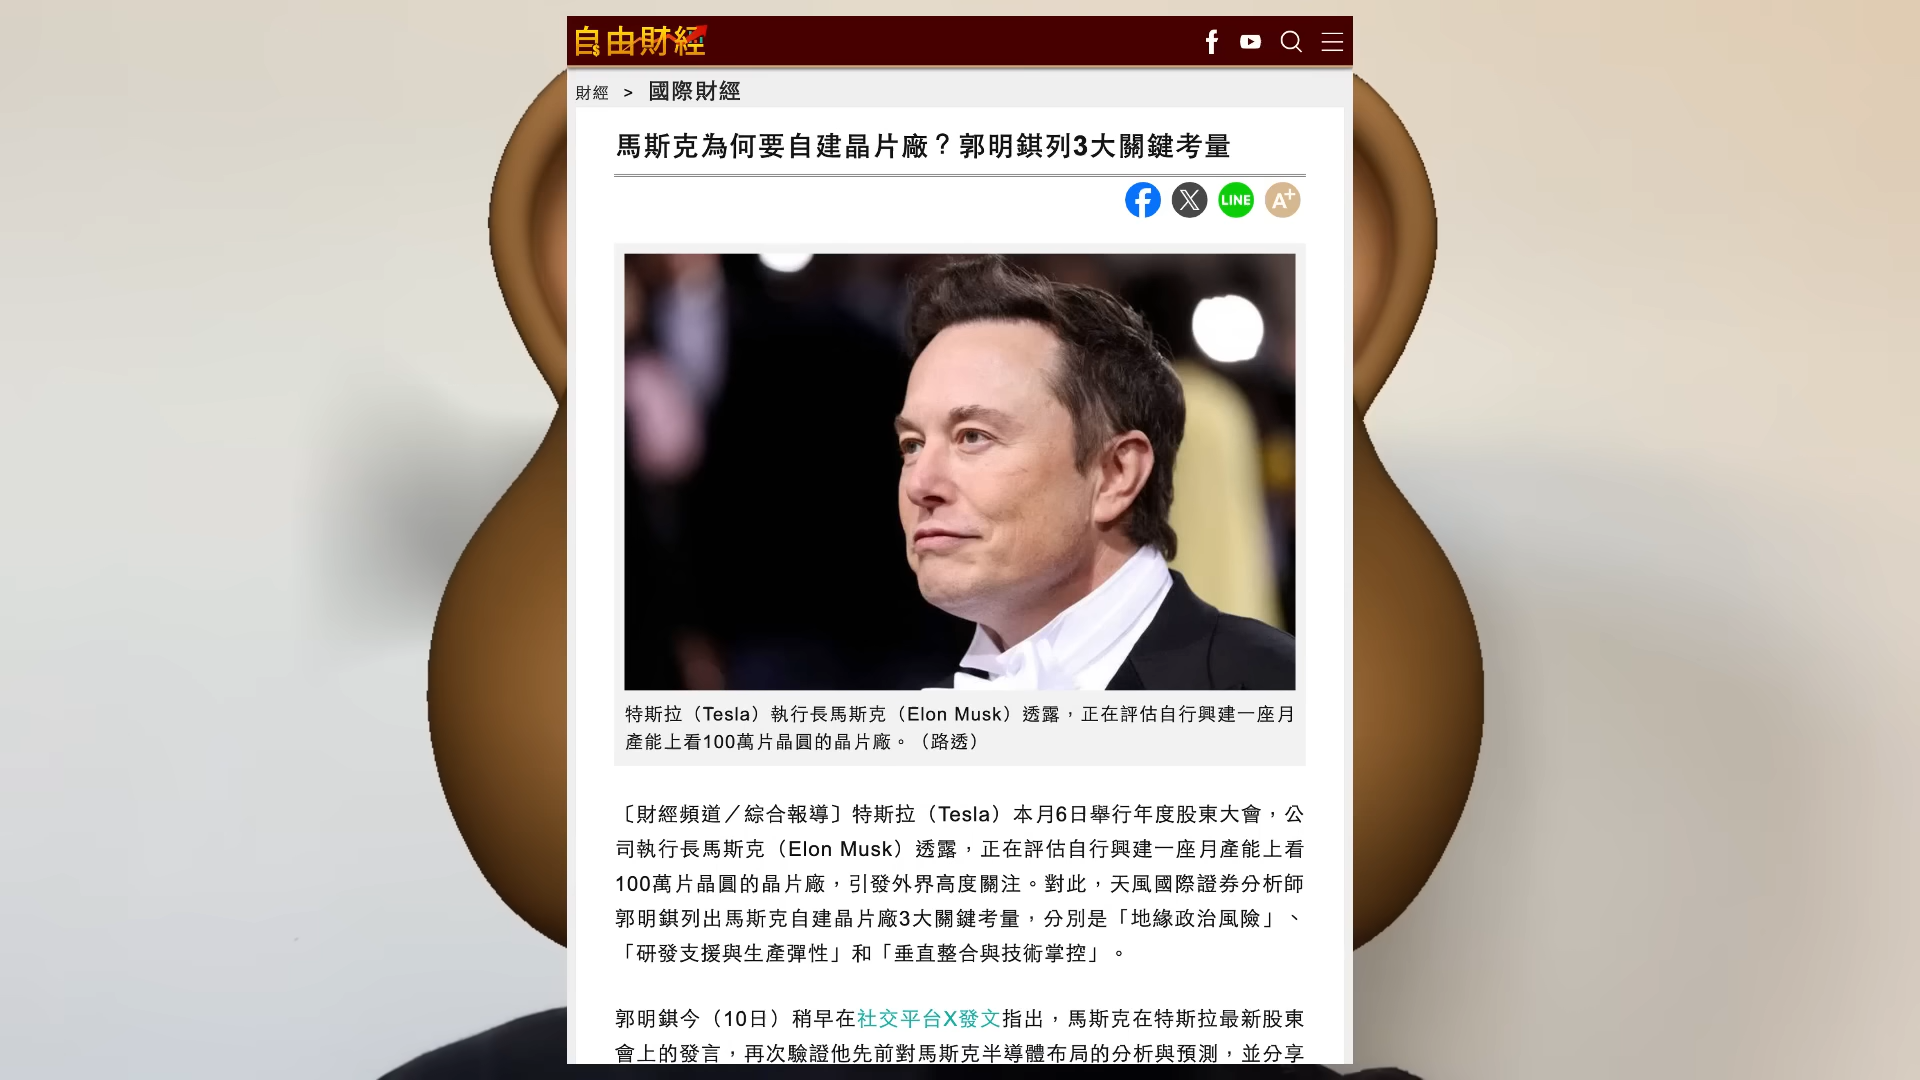 自由財經
財經 > 國際財經
馬斯克為何要自建晶片廠？郭明錤列3大關鍵考量
LINE A+
特斯拉（Tesla）執行長馬斯克（Elon Musk）透露，正在評估自行興建一座月
產能上看100萬片晶圓的晶片廠。（路透）
〔財經頻道／綜合報導〕特斯拉（Tesla）本月6日舉行年度股東大會，公
司執行長馬斯克（Elon Musk）透露，正在評估自行興建一座月產能上看
100萬片晶圓的晶片廠，引發外界高度關注。對此，天風國際證券分析師
郭明錤列出馬斯克自建晶片廠3大關鍵考量，分別是「地緣政治風險」、
「研發支援與生產彈性」和「垂直整合與技術掌控」。
郭明錤今（10日）稍早在社交平台X發文指出，馬斯克在特斯拉最新股東
會上的發言，再次驗證他先前對馬斯克半導體布局的分析與預測，並分享